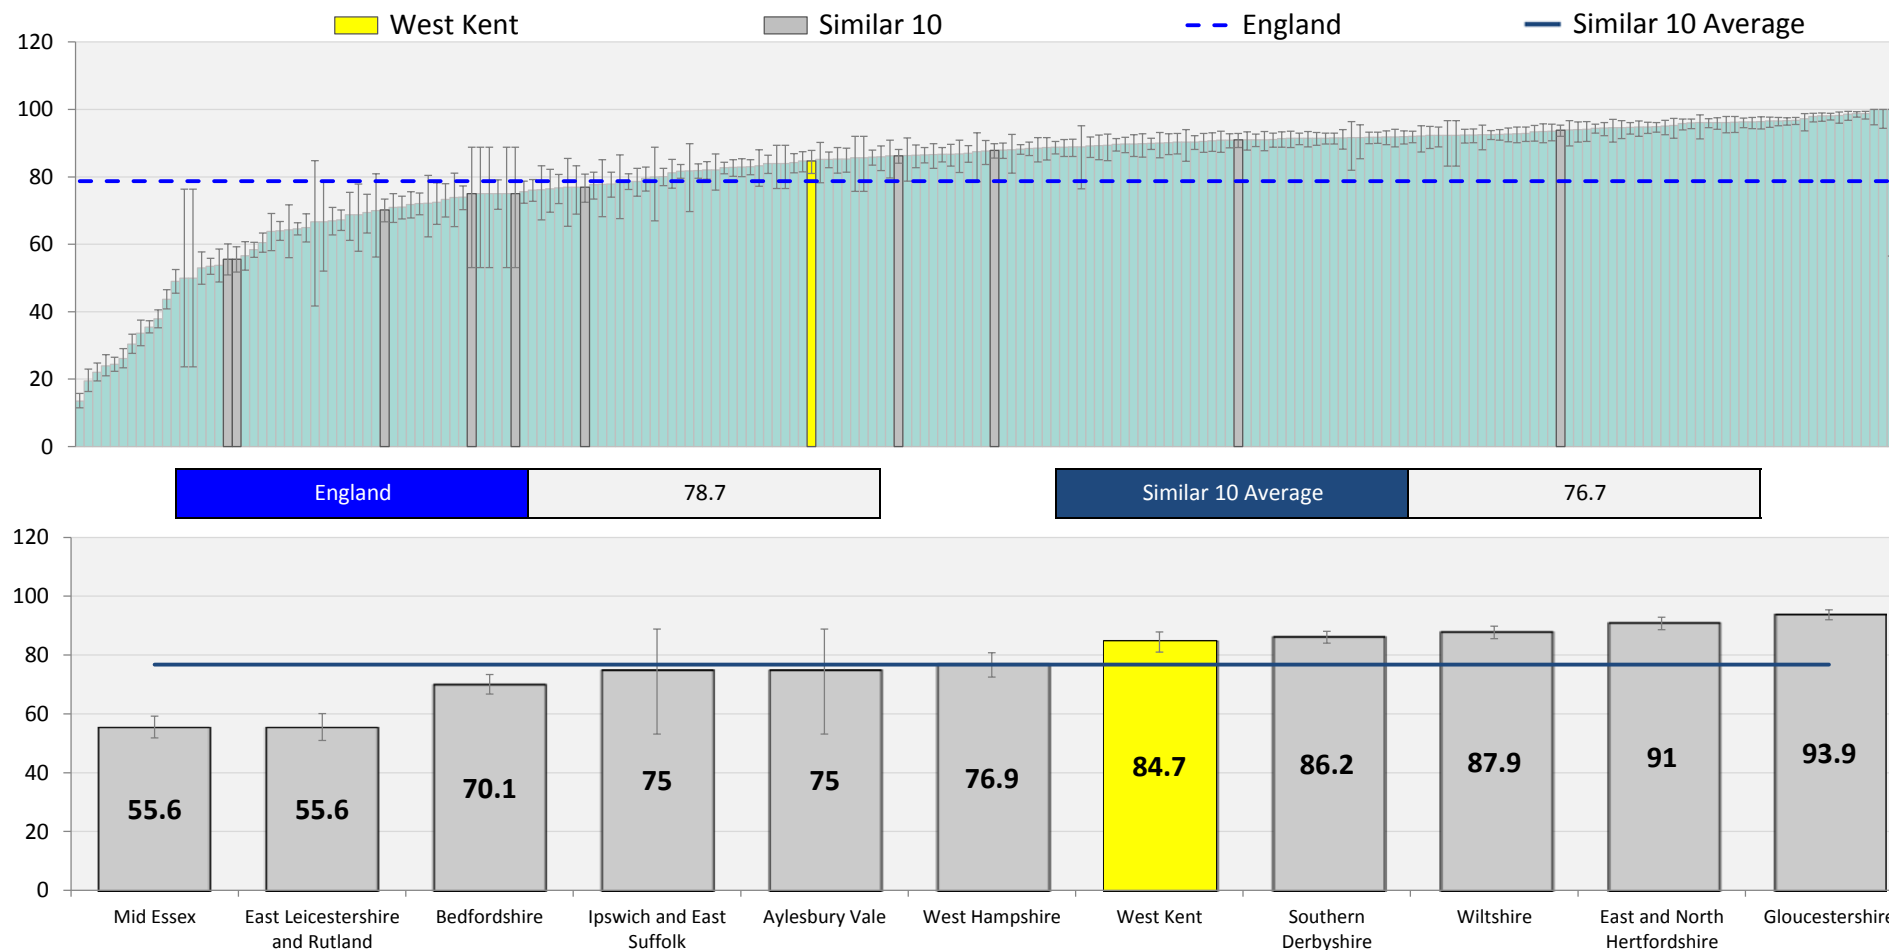 West Kent Similar 10 England Similar 10 Average
120
100
80
60
40
20
0
England 78.7 Similar 10 Average 76.7
120
100
80
60
40
20
0
55.6 55.6 70.1 75 75 76.9 84.7 86.2 87.9 91 93.9
Mid Essex East Leicestershire Bedfordshire Ipswich and East Aylesbury Vale West Hampshire West Kent Southern Wiltshire East and North Gloucestershire
and Rutland Suffolk Derbyshire Hertfordshire